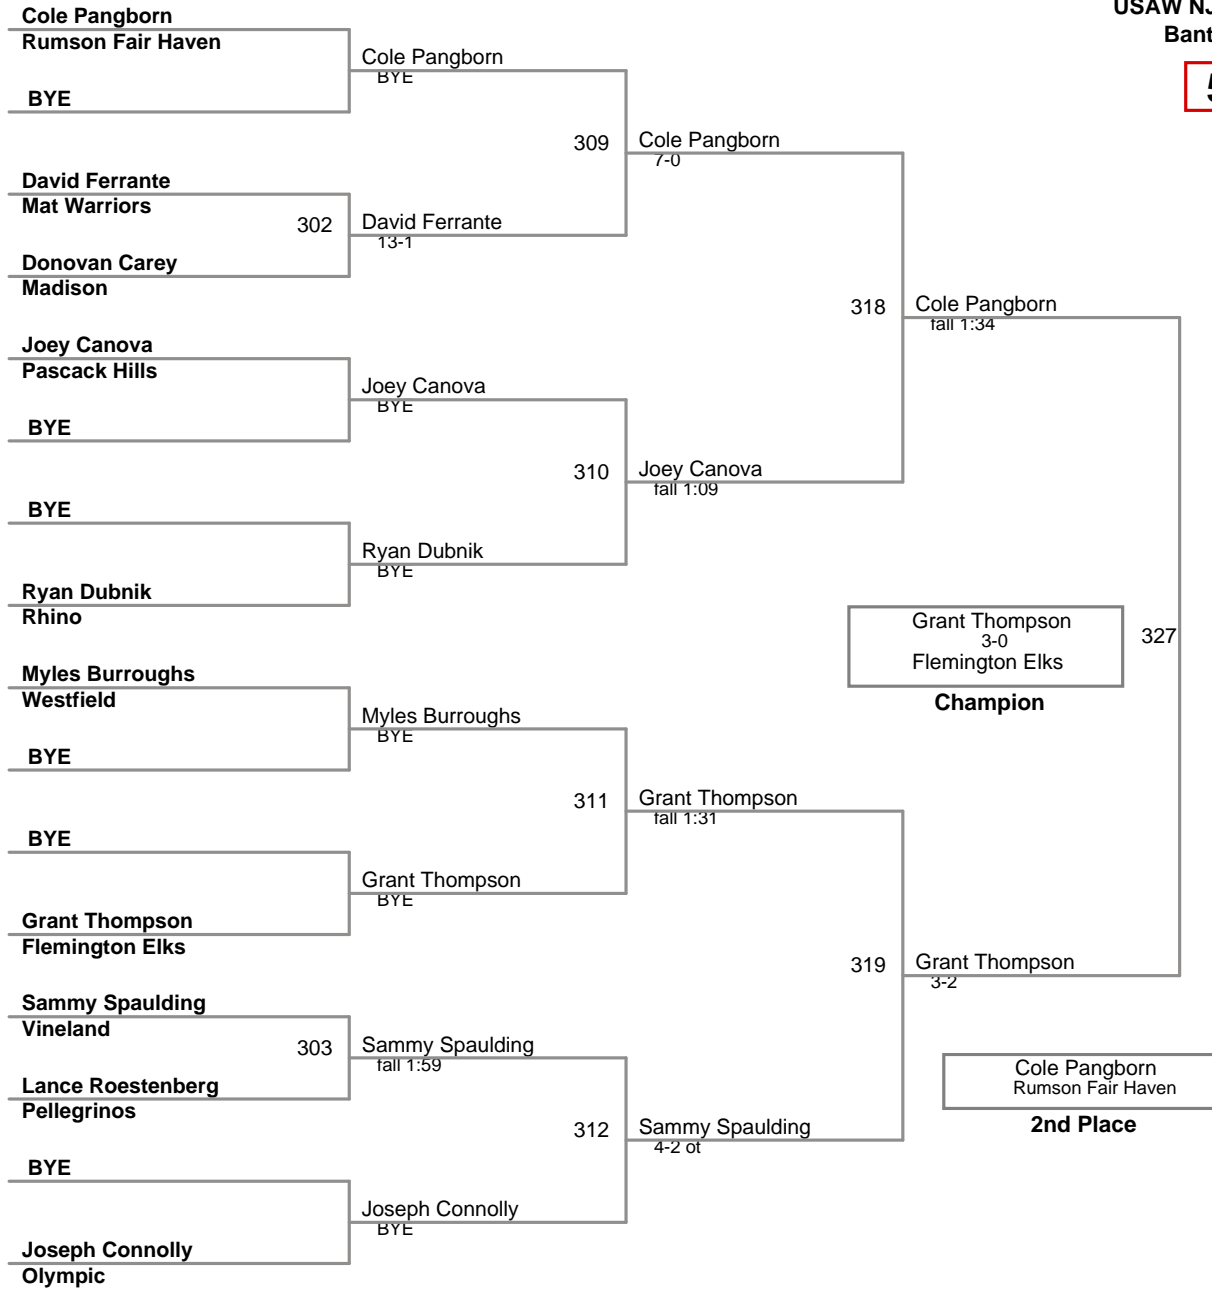 Cole Pangborn
Rumson Fair Haven
BYE
David Ferrante
Mat Warriors
302
Donovan Carey
Madison
Joey Canova
Pascack Hills
BYE
BYE
Ryan Dubnik
Rhino
Myles Burroughs
Westfield
BYE
BYE
Grant Thompson
Flemington Elks
Sammy Spaulding
Vineland
303
Lance Roestenberg
Pellegrinos
BYE
Joseph Connolly
Olympic
Cole Pangborn
BYE
309
David Ferrante
13-1
Joey Canova
BYE
310
Ryan Dubnik
BYE
Myles Burroughs
BYE
311
Grant Thompson
BYE
Sammy Spaulding
fall 1:59
312
Joseph Connolly
BYE
Cole Pangborn
7-0
318
Joey Canova
fall 1:09
Grant Thompson
fall 1:31
319
Sammy Spaulding
4-2 ot
Cole Pangborn
fall 1:34
327
Grant Thompson
3-2
Grant Thompson
3-0
Flemington Elks
Champion
Cole Pangborn
Rumson Fair Haven
2nd Place
USAW NJ
Bant